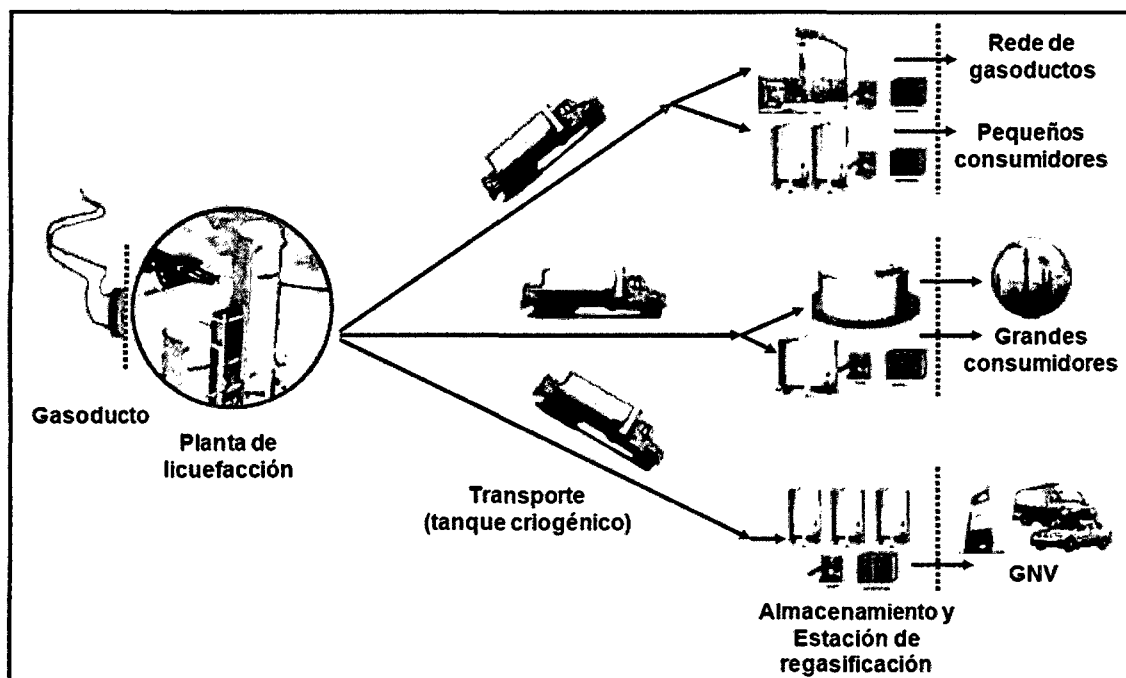 Rede de
gasoductos
Pequeños
consumidores
Grandes
consumidores
Gasoducto
Planta de
licuefacción
Transporte
(tanque criogénico)
GNV
Almacenamiento y
Estación de
regasificación